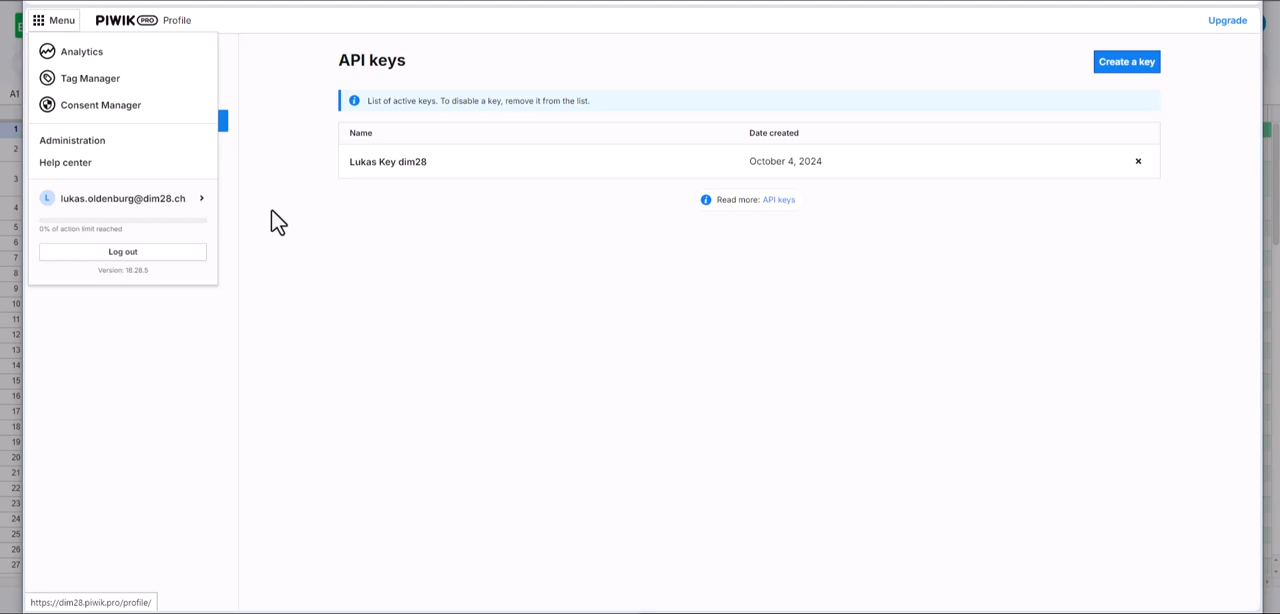 Menu
PIWIK PRO Profile
Upgrade
Analytics
Tag Manager
Consent Manager
Administration
Help center
L lukas.oldenburg@dim28.ch
0% of action limit reached
Log out
Version: 18.28.5
API keys
Create a key
List of active keys. To disable a key, remove it from the list.
Name Date created
Lukas Key dim28 October 4, 2024
Read more: API keys
A1
1
2
3
4
5
6
7
8
9
10
11
12
13
14
15
16
17
18
19
20
21
22
23
24
25
26
27
https://dim28.piwik.pro/profile/